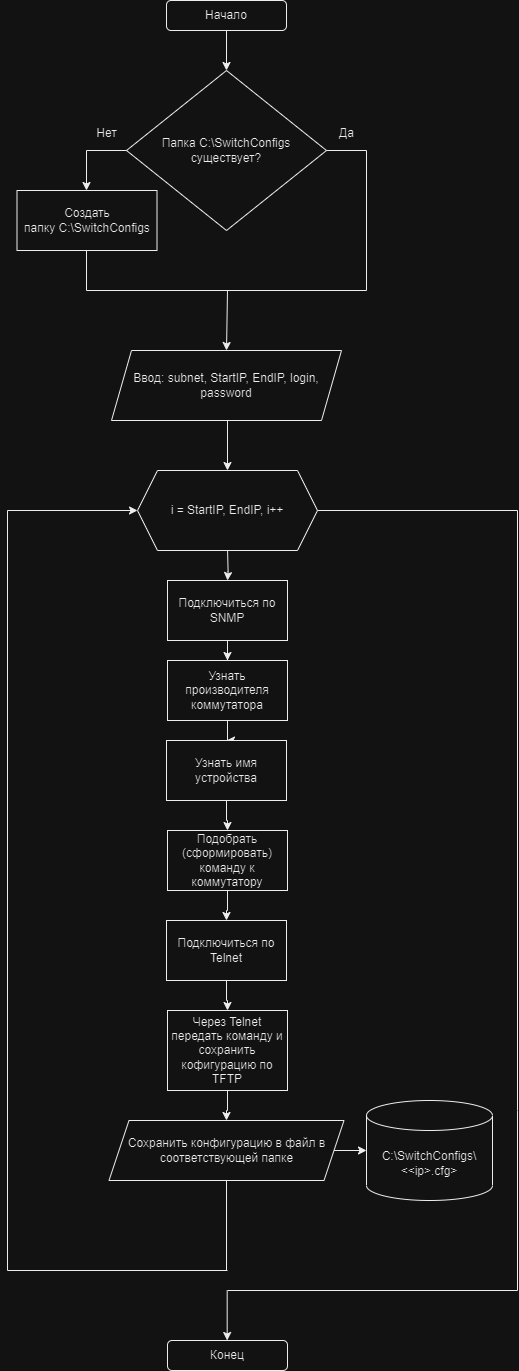 Начало
Папка C:\SwitchConfigs
существует?
Нет
Да
Создать
папку C:\SwitchConfigs
Ввод: subnet, StartIP, EndIP, login,
password
i = StartIP, EndIP, i++
Подключиться по
SNMP
Узнать
производителя
коммутатора
Узнать имя
устройства
Подобрать
(сформировать)
команду к
коммутатору
Подключиться по
Telnet
Через Telnet
передать команду и
сохранить
кофигурацию по
TFTP
Сохранить конфигурацию в файл в
соответствующей папке
C:\SwitchConfigs\
<<ip>.cfg>
Конец